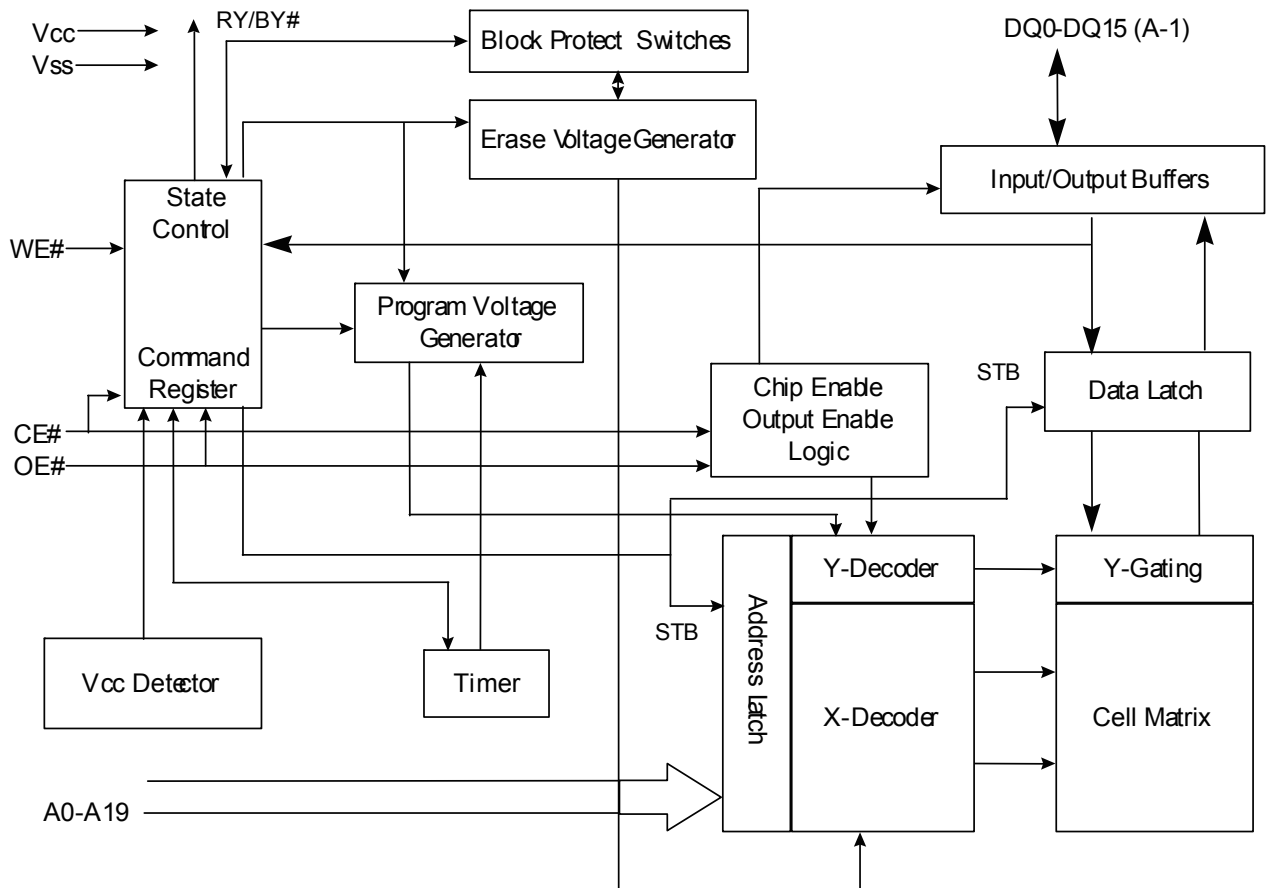 Vcc
Vss
RY/BY#
Block Protect Switches
DQ0-DQ15 (A-1)
Erase Voltage Generator
Input/Output Buffers
State
Control
WE#
Program Voltage
Generator
Command
Register
Chip Enable
Output Enable
Logic
STB
Data Latch
CE#
OE#
Y-Decoder
Y-Gating
Address Latch
STB
Vcc Detector
Timer
X-Decoder
Cell Matrix
A0-A19